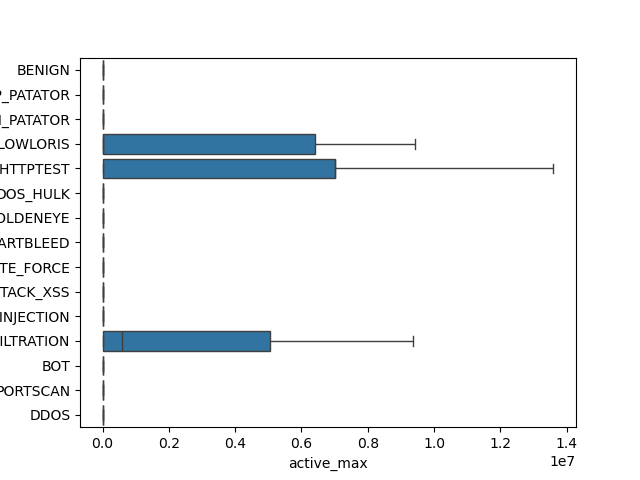 BENIGN
P_PATATOR
H_PATATOR
LOWLORIS
HTTPTEST
DOS_HULK
OLDENEYE
ARTBLEED
TE_FORCE
TACK_XSS
INJECTION
ILTRATION
BOT
PORTSCAN
DDOS
0.0 0.2 0.4 0.6 0.8 1.0 1.2 1.4
1e7
active_max